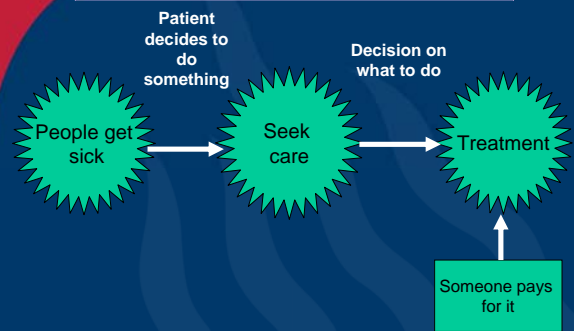 Patient
decides to
do
something
Decision on
what to do
People get
sick
Seek
care
Treatment
Someone pays
for it